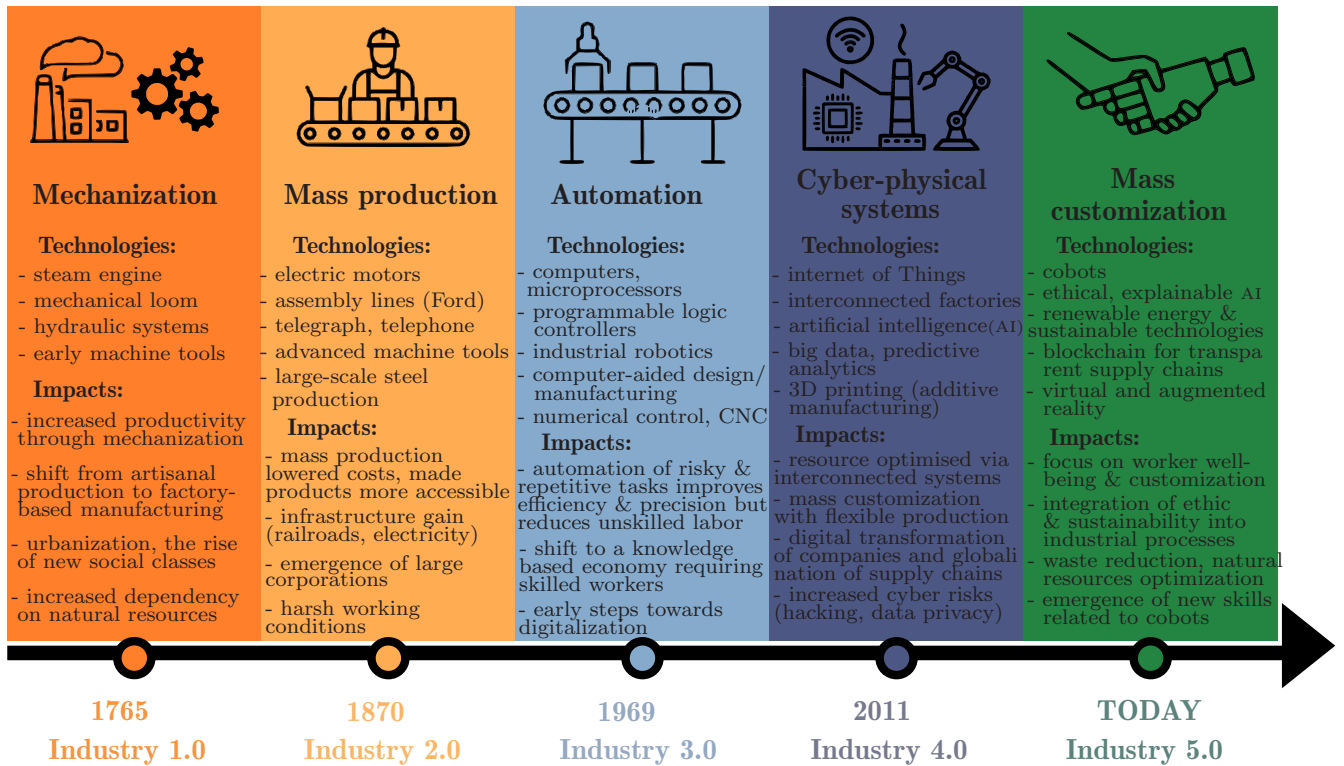 Mechanization
Technologies:
- steam engine
- mechanical loom
- hydraulic systems
- early machine tools
Impacts:
- increased productivity
through mechanization
- shift from artisanal
production to factory-
based manufacturing
- urbanization, the rise
of new social classes
- increased dependency
on natural resources
1765
Industry 1.0
Mass production
Technologies:
- electric motors
- assembly lines (Ford)
- telegraph, telephone
- advanced machine tools
- large-scale steel
production
Impacts:
- mass production
lowered costs, made
products more accessible
- infrastructure gain
(railroads, electricity)
- emergence of large
corporations
- harsh working
conditions
1870
Industry 2.0
Automation
Technologies:
- computers,
microprocessors
- programmable logic
controllers
- industrial robotics
- computer-aided design/
manufacturing
- numerical control, CNC
Impacts:
- automation of risky &
repetitive tasks improves
efficiency & precision but
reduces unskilled labor
- shift to a knowledge
based economy requiring
skilled workers
- early steps towards
digitalization
1969
Industry 3.0
Cyber-physical
systems
Technologies:
- internet of Things
- interconnected factories
- artificial intelligence(AI)
- big data, predictive
analytics
- 3D printing (additive
manufacturing)
Impacts:
- resource optimised via
interconnected systems
- mass customization
with flexible production
- digital transformation
of companies and globali
nation of supply chains
- increased cyber risks
(hacking, data privacy)
2011
Industry 4.0
Mass
customization
Technologies:
- cobots
- ethical, explainable AI
- renewable energy &
sustainable technologies
- blockchain for transpa
rent supply chains
- virtual and augmented
reality
Impacts:
- focus on worker well-
being & customization
- integration of ethic
& sustainability into
industrial processes
- waste reduction, natural
resources optimization
- emergence of new skills
related to cobots
TODAY
Industry 5.0